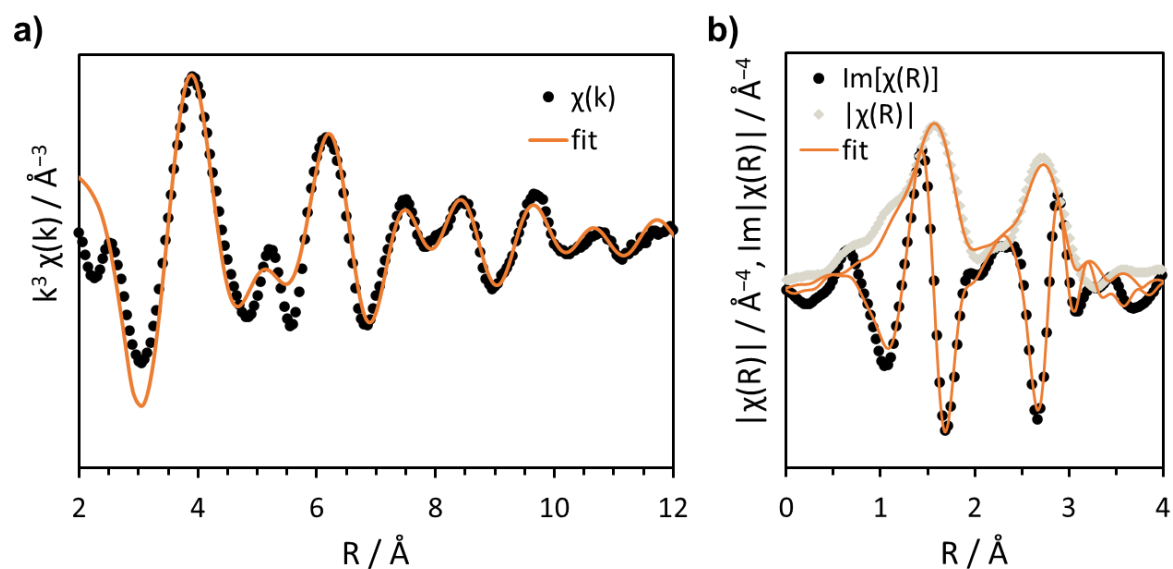 a)
k³ χ(k) / Å⁻³
χ(k)
fit
2 4 6 8 10 12
R / Å
b)
|χ(R)| / Å⁻⁴, Im|χ(R)| / Å⁻⁴
Im[χ(R)]
|χ(R)|
fit
0 1 2 3 4
R / Å